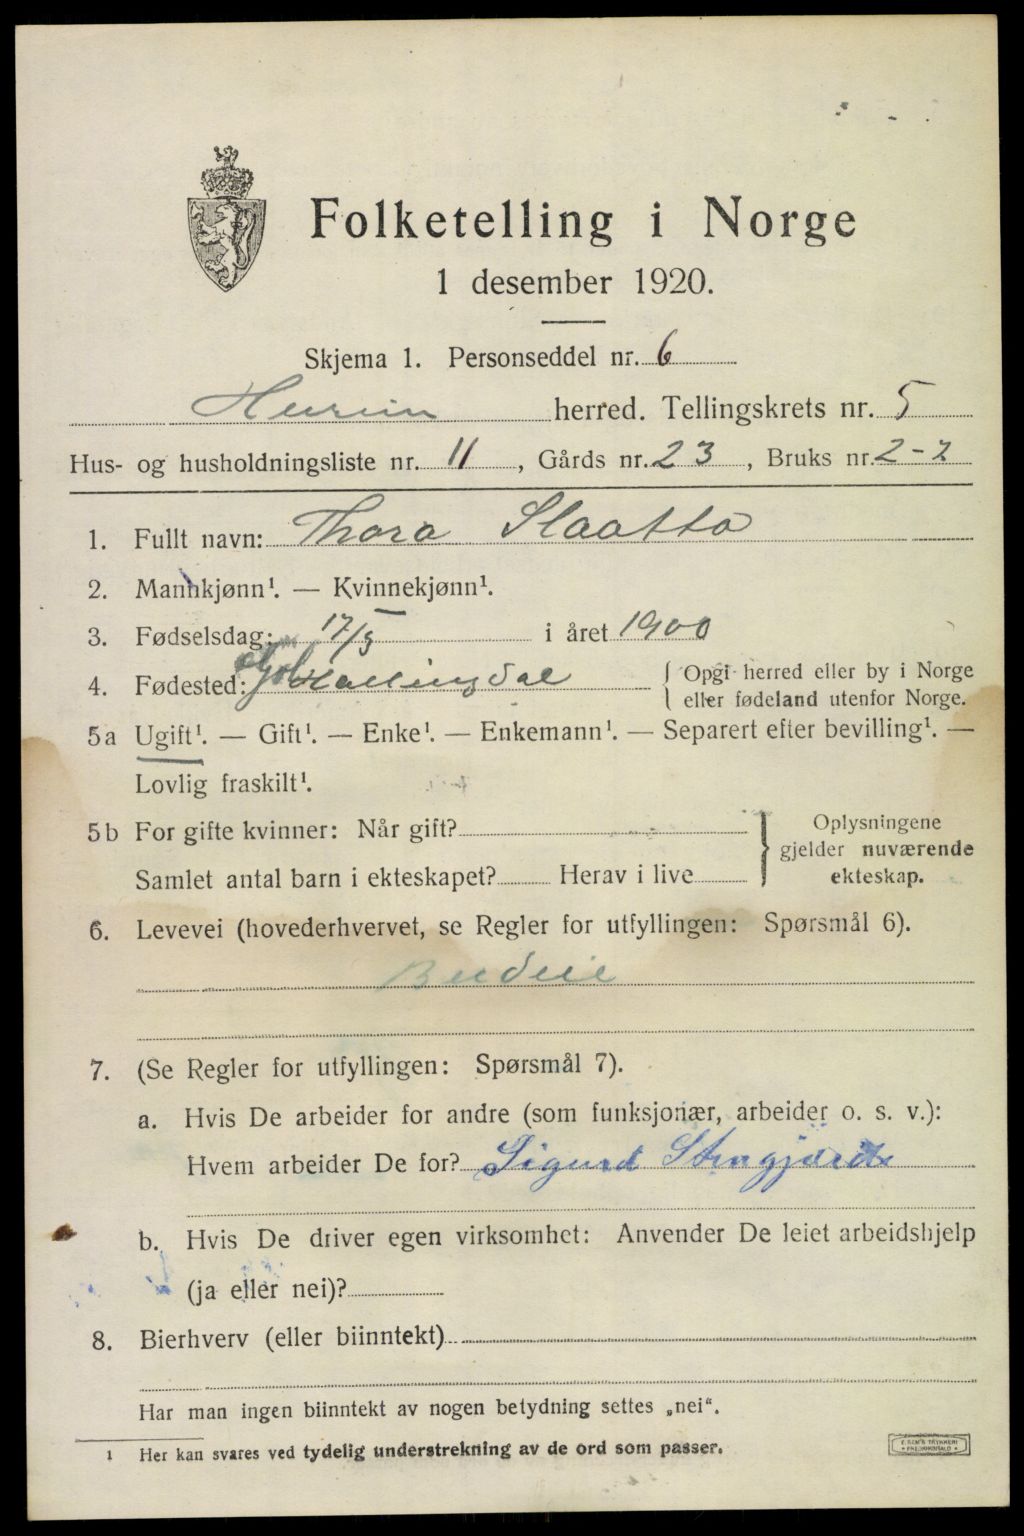 Folketelling i Norge
1 desember 1920.
Skjema 1. Personseddel nr. 6
herred. Tellingskrets nr. 5
Hus- og husholdningsliste nr. 11, Gårds nr. 23, Bruks nr. 2-2
1. Fullt navn: Thora Slaatto
2. Mannkjønn¹. — Kvinnekjønn¹.
3. Fødselsdag: 17/5 i året 1900
4. Fødested: Gol Hallingdal { Opgi herred eller by i Norge
eller fødeland utenfor Norge.
5a Ugift¹. — Gift¹. — Enke¹. — Enkemann¹. — Separert efter bevilling¹. —
Lovlig fraskilt¹.
5b For gifte kvinner: Når gift? } Oplysningene
gjelder nuværende
Samlet antal barn i ekteskapet? Herav i live ekteskap.
6. Levevei (hovederhvervet, se Regler for utfyllingen: Spørsmål 6).
Budeie
7. (Se Regler for utfyllingen: Spørsmål 7).
a. Hvis De arbeider for andre (som funksjonær, arbeider o. s. v.):
Hvem arbeider De for? Sigurd Stengjærde
b. Hvis De driver egen virksomhet: Anvender De leiet arbeidshjelp
(ja eller nei)?
8. Bierhverv (eller biinntekt)
Har man ingen biinntekt av nogen betydning settes „nei“.
1 Her kan svares ved tydelig understrekning av de ord som passer.